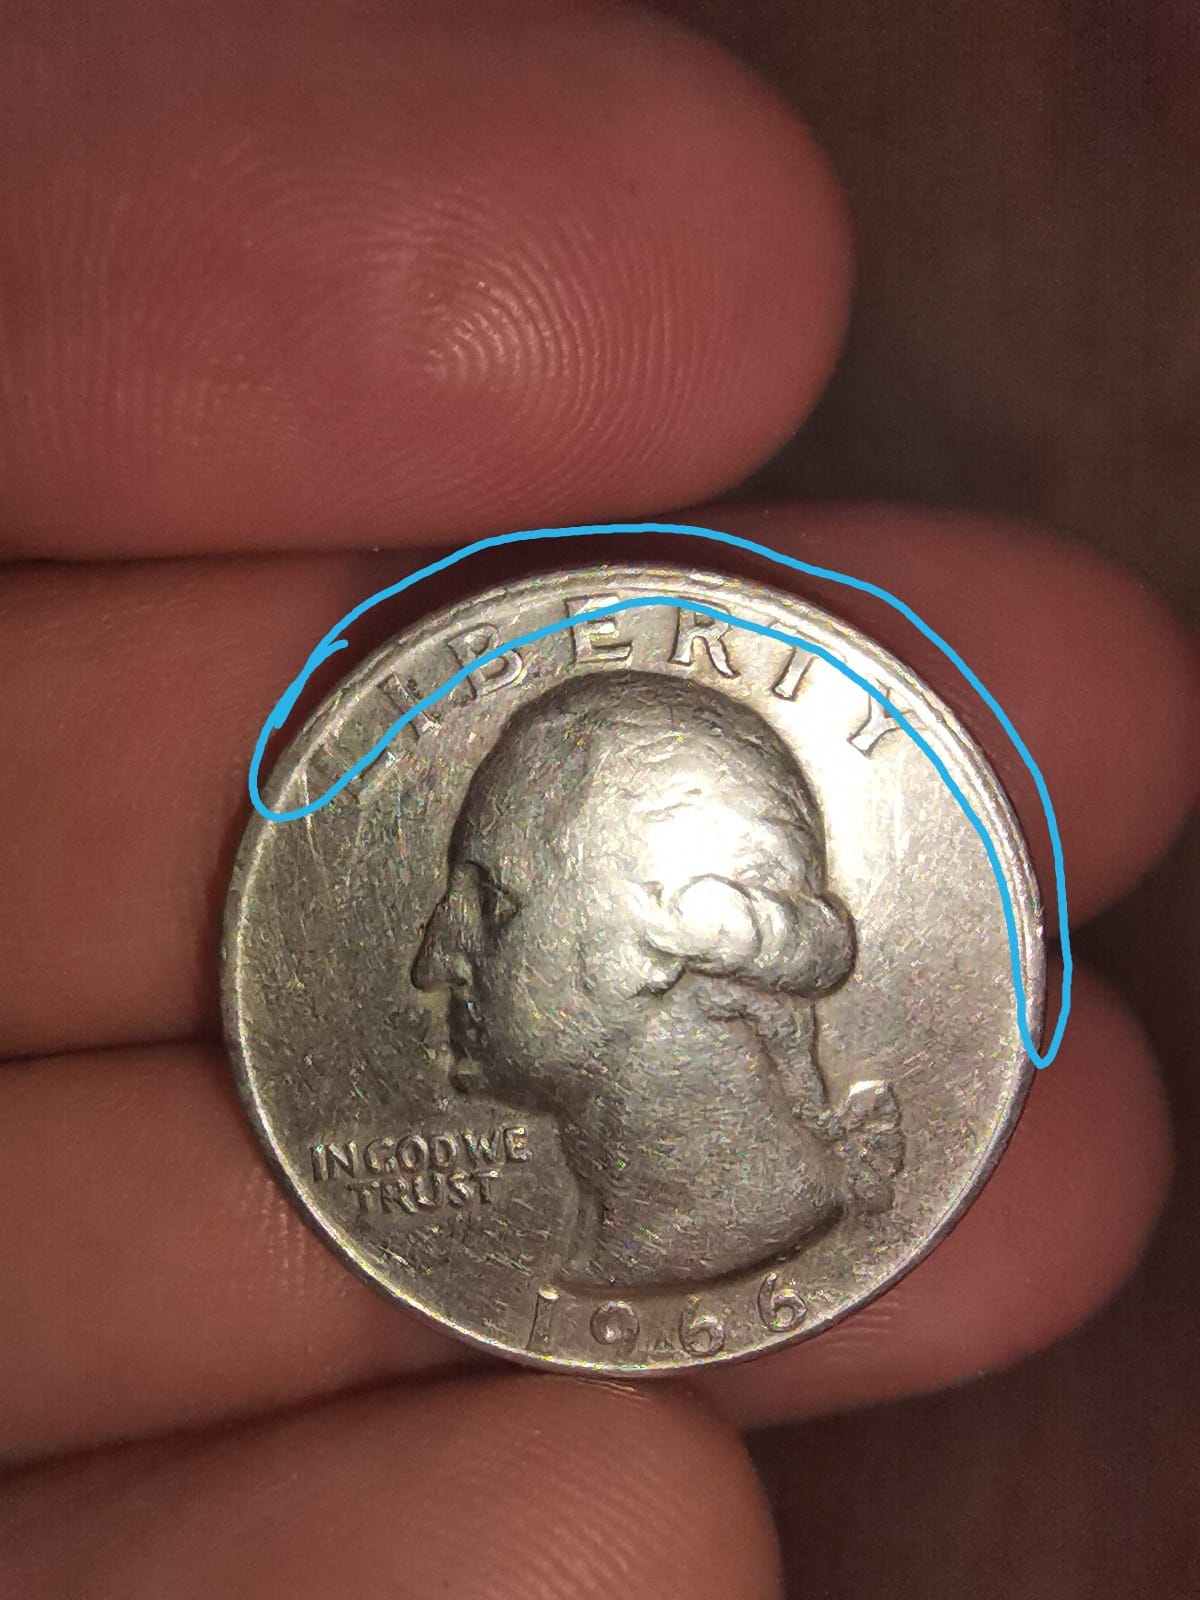 LIBERTY
IN GOD WE
TRUST
1966